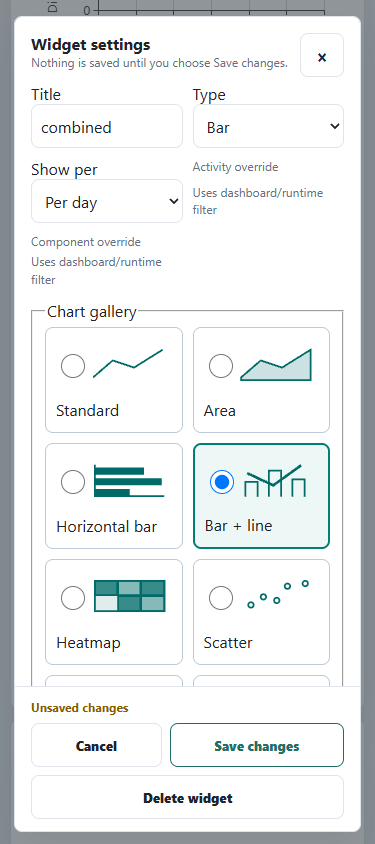 0
Widget settings
Nothing is saved until you choose Save changes.
×
Title
Type
combined
Bar
Show per
Activity override
Per day
Uses dashboard/runtime
filter
Component override
Uses dashboard/runtime
filter
Chart gallery
Standard
Area
Horizontal bar
Bar + line
Heatmap
Scatter
Unsaved changes
Cancel
Save changes
Delete widget